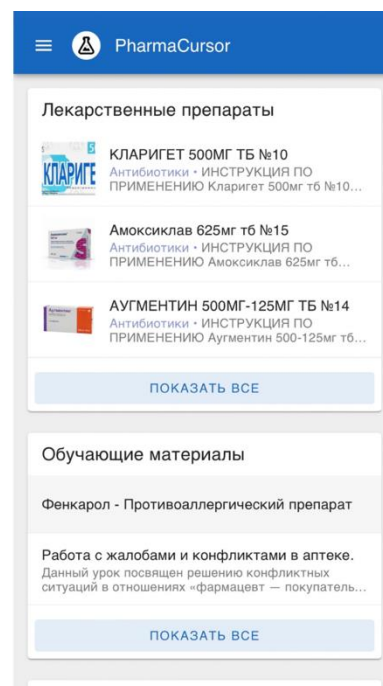 PharmaCursor
Лекарственные препараты
КЛАРИГЕТ 500МГ ТБ №10
Антибиотики • ИНСТРУКЦИЯ ПО
ПРИМЕНЕНИЮ Кларигет 500мг тб №10...
Амоксиклав 625мг тб №15
Антибиотики • ИНСТРУКЦИЯ ПО
ПРИМЕНЕНИЮ Амоксиклав 625мг тб...
АУГМЕНТИН 500МГ-125МГ ТБ №14
Антибиотики • ИНСТРУКЦИЯ ПО
ПРИМЕНЕНИЮ Аугментин 500-125мг тб...
ПОКАЗАТЬ ВСЕ
Обучающие материалы
Фенкарол - Противоаллергический препарат
Работа с жалобами и конфликтами в аптеке.
Данный урок посвящен решению конфликтных
ситуаций в отношениях «фармацевт — покупатель...
ПОКАЗАТЬ ВСЕ